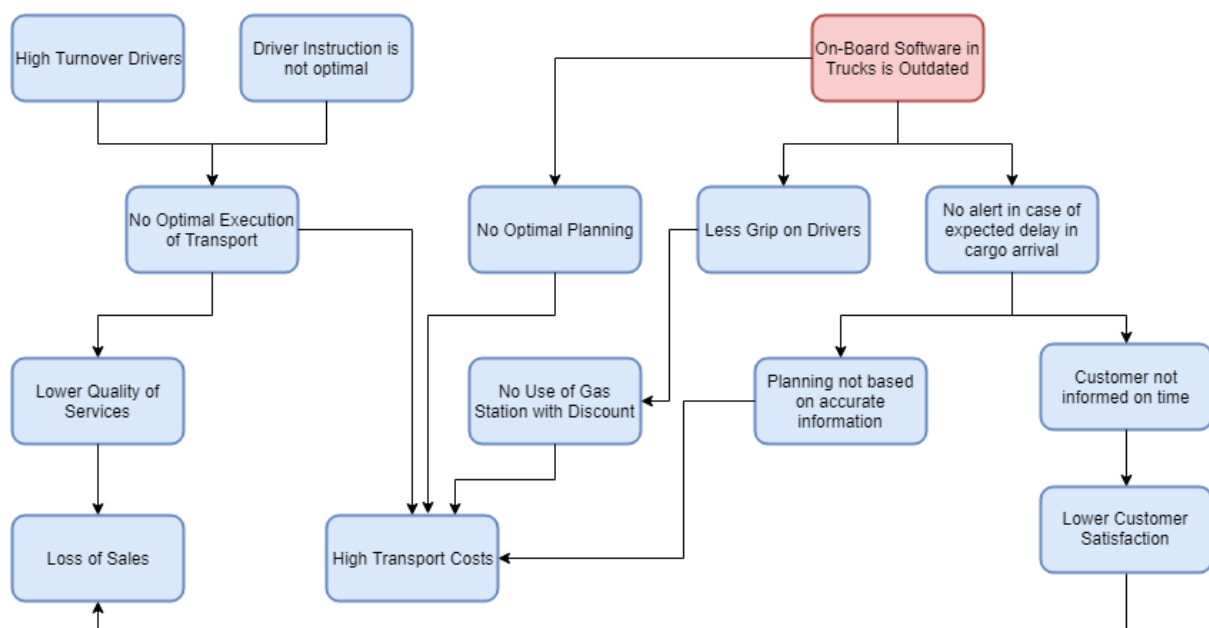 High Turnover Drivers
Driver Instruction is
not optimal
On-Board Software in
Trucks is Outdated
No Optimal Execution
of Transport
No Optimal Planning
Less Grip on Drivers
No alert in case of
expected delay in
cargo arrival
Lower Quality of
Services
No Use of Gas
Station with Discount
Planning not based
on accurate
information
Customer not
informed on time
Loss of Sales
High Transport Costs
Lower Customer
Satisfaction